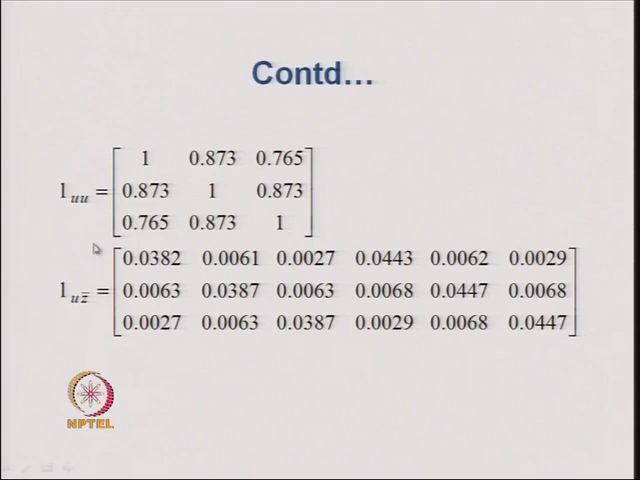 Contd...
l uu = [ 1 0.873 0.765
0.873 1 0.873
0.765 0.873 1 ]
l uz̄ = [ 0.0382 0.0061 0.0027 0.0443 0.0062 0.0029
0.0063 0.0387 0.0063 0.0068 0.0447 0.0068
0.0027 0.0063 0.0387 0.0029 0.0068 0.0447 ]
NPTEL